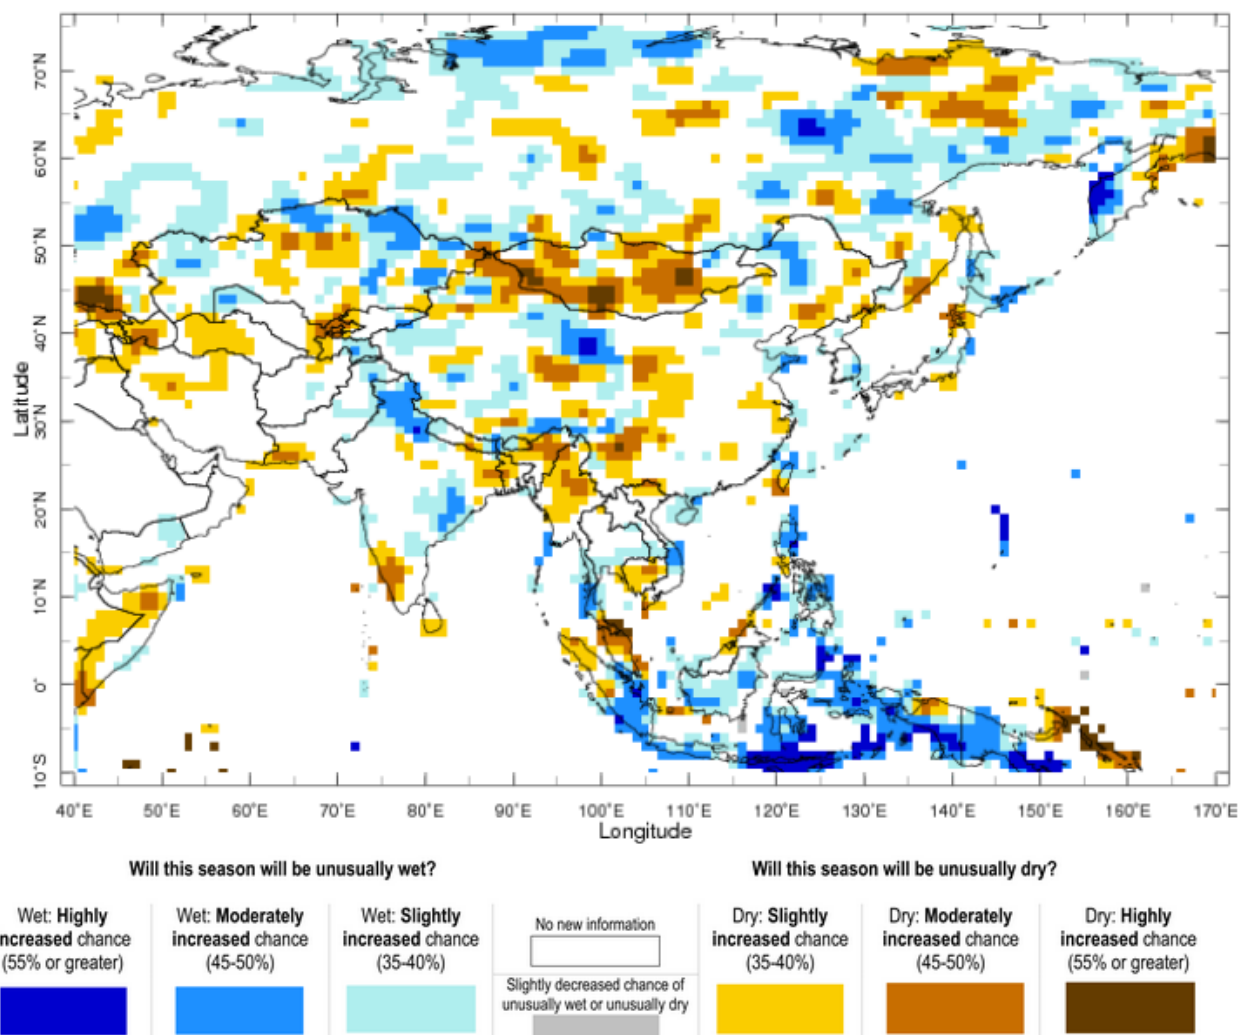 70°N
60°N
50°N
40°N
30°N
20°N
10°N
0°
10°S
Latitude
40°E 50°E 60°E 70°E 80°E 90°E 100°E 110°E 120°E 130°E 140°E 150°E 160°E 170°E
Longitude
Will this season will be unusually wet?
Will this season will be unusually dry?
Wet: Highly
ncreased chance
(55% or greater)
Wet: Moderately
increased chance
(45-50%)
Wet: Slightly
increased chance
(35-40%)
No new information
Slightly decreased chance of
unusually wet or unusually dry
Dry: Slightly
increased chance
(35-40%)
Dry: Moderately
increased chance
(45-50%)
Dry: Highly
increased chance
(55% or greater)